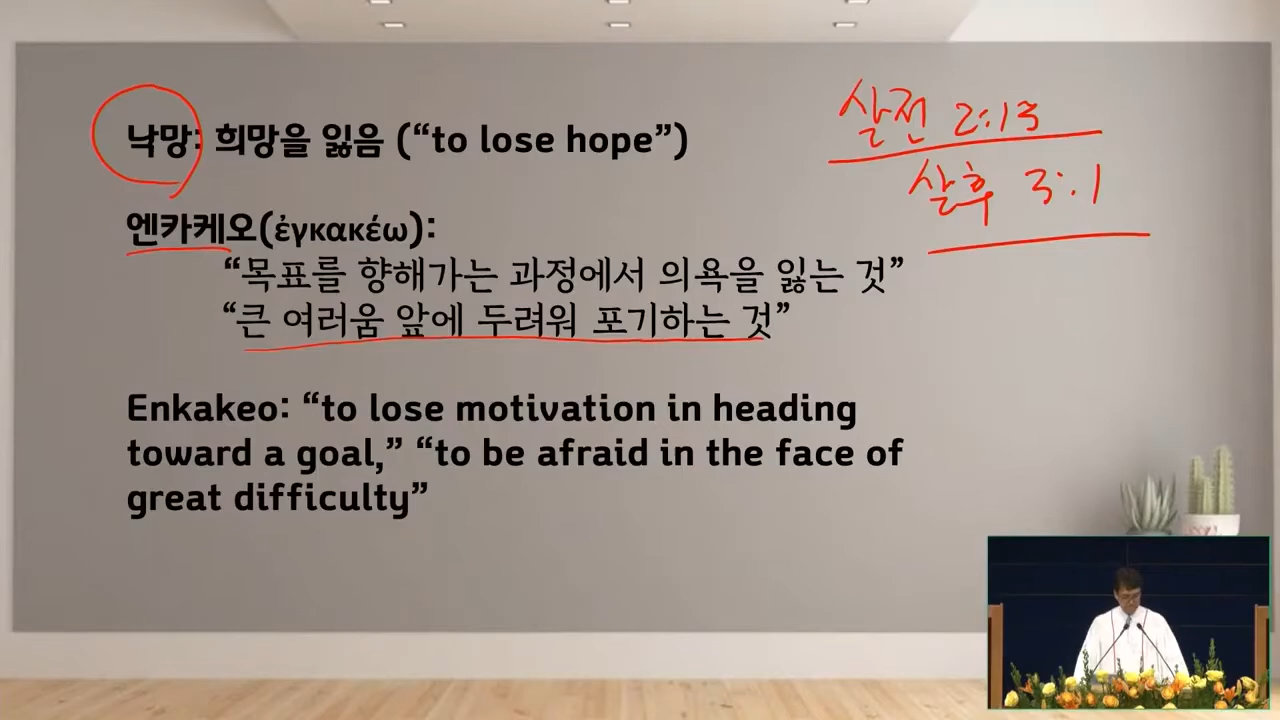 낙망: 희망을 잃음 (“to lose hope”)
살전 2:13
살후 3:1
엔카케오(ἐγκακέω):
“목표를 향해가는 과정에서 의욕을 잃는 것”
“큰 여러움 앞에 두려워 포기하는 것”
Enkakeo: “to lose motivation in heading
toward a goal,” “to be afraid in the face of
great difficulty”